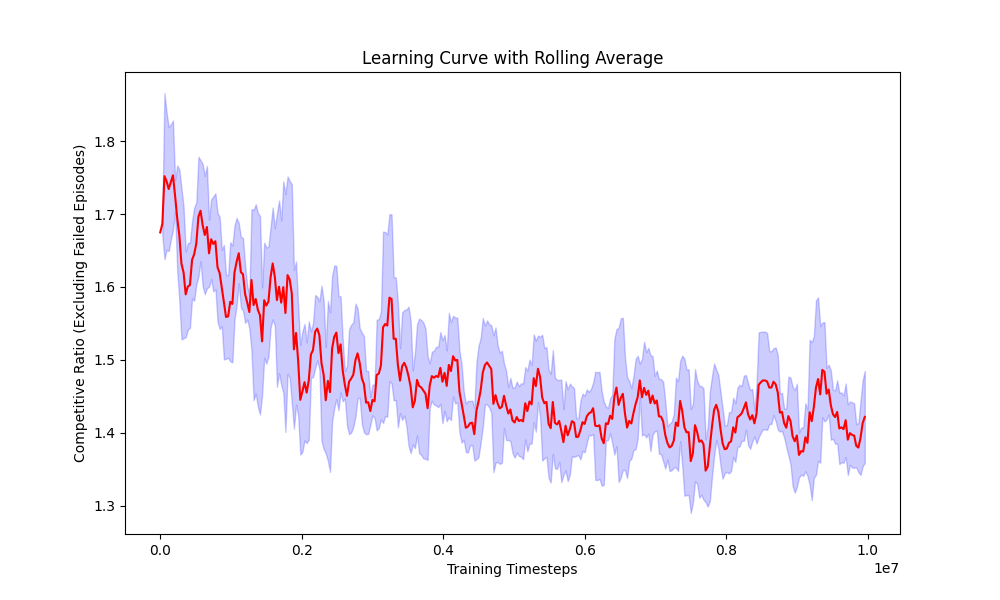 Learning Curve with Rolling Average
Competitive Ratio (Excluding Failed Episodes)
1.8
1.7
1.6
1.5
1.4
1.3
0.0 0.2 0.4 0.6 0.8 1.0
1e7
Training Timesteps